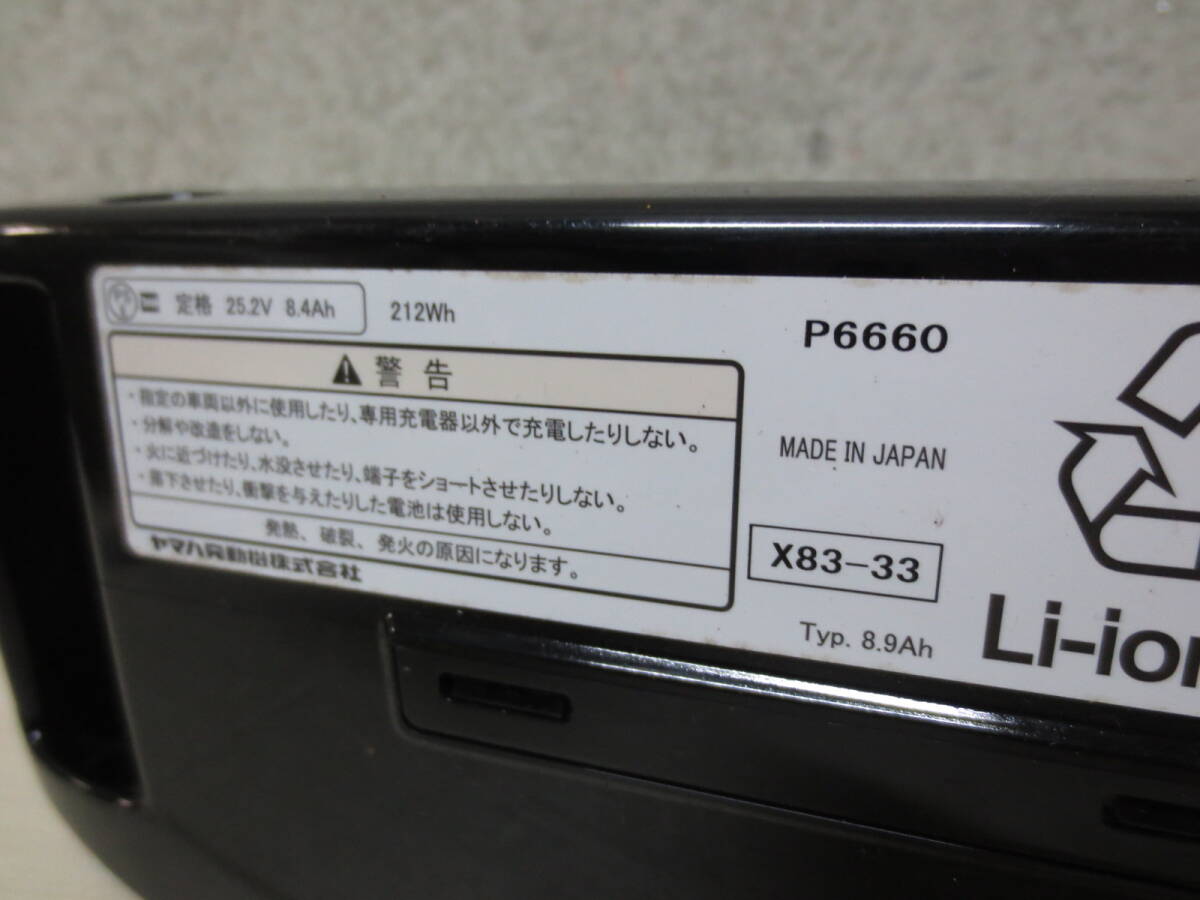 定格 25.2V 8.4Ah
212Wh
警告
・指定の車両以外に使用したり、専用充電器以外で充電したりしない。
・分解や改造をしない。
・火に近づけたり、水没させたり、端子をショートさせたりしない。
・落下させたり、衝撃を与えたりした電池は使用しない。
発熱、破裂、発火の原因になります。
ヤマハ発動機株式会社
P6660
MADE IN JAPAN
X83-33
Typ. 8.9Ah
Li-ion